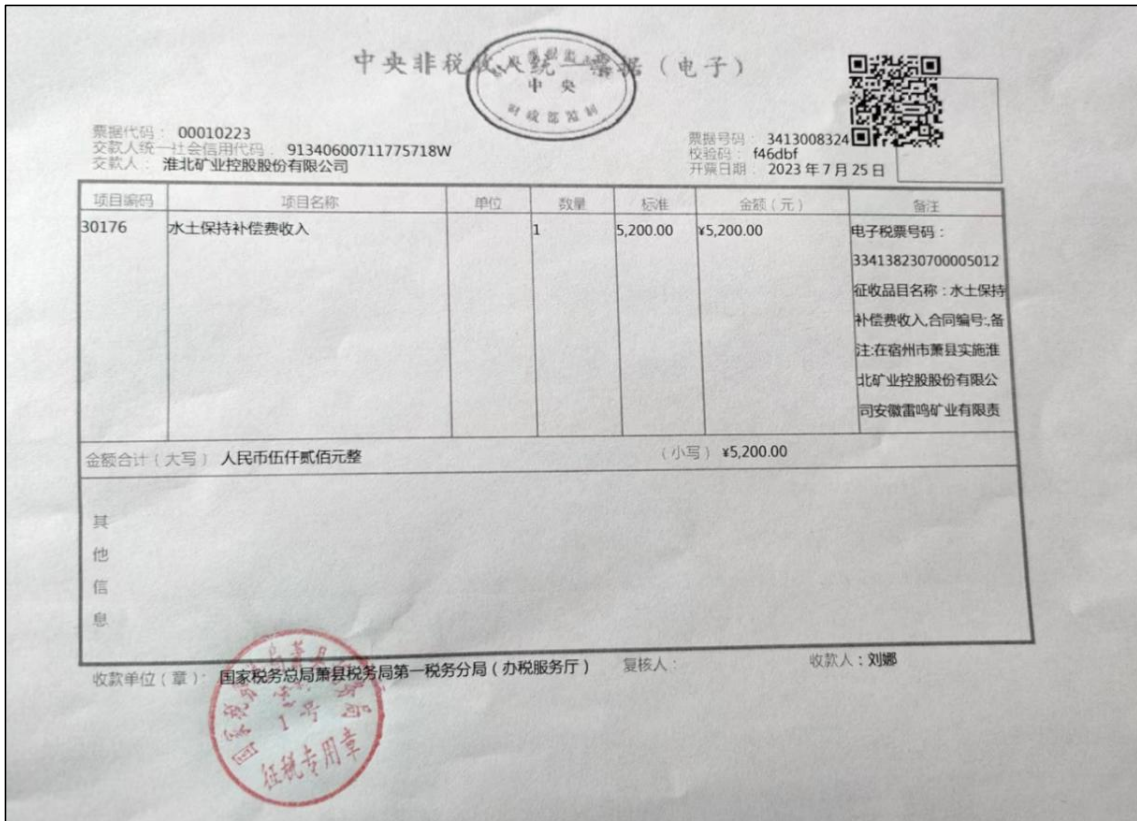 中央非税收入统一票据（电子）
中央
财政部监制
票据代码： 00010223
交款人统一社会信用代码： 91340600711775718W
交款人： 淮北矿业控股股份有限公司
票据号码： 3413008324
校验码： f46dbf
开票日期： 2023 年 7 月 25 日
项目编码 项目名称 单位 数量 标准 金额（元） 备注
30176 水土保持补偿费收入 1 5,200.00 ¥5,200.00 电子税票号码：
334138230700005012
征收品目名称：水土保持
补偿费收入,合同编号:,备
注:在宿州市萧县实施淮
北矿业控股股份有限公
司安徽雷鸣矿业有限责
金额合计（大写） 人民币伍仟贰佰元整 （小写） ¥5,200.00
其
他
信
息
收款单位（章）： 国家税务总局萧县税务局第一税务分局（办税服务厅） 复核人： 收款人：刘娜
1号
征税专用章